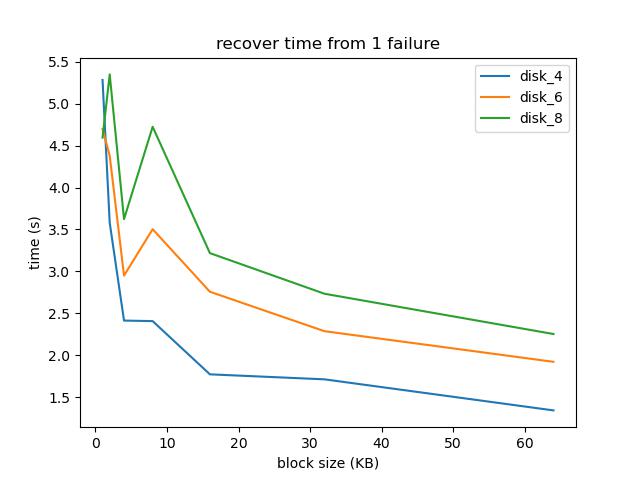 recover time from 1 failure
disk_4
disk_6
disk_8
time (s)
5.5
5.0
4.5
4.0
3.5
3.0
2.5
2.0
1.5
0 10 20 30 40 50 60
block size (KB)